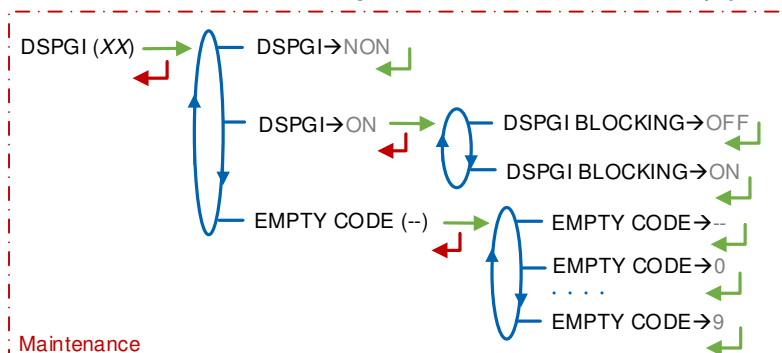 DSPGI (XX)
DSPGI→NON
DSPGI→ON
DSPGI BLOCKING→OFF
DSPGI BLOCKING→ON
EMPTY CODE (--)
EMPTY CODE→--
EMPTY CODE→0
. . . .
EMPTY CODE→9
Maintenance